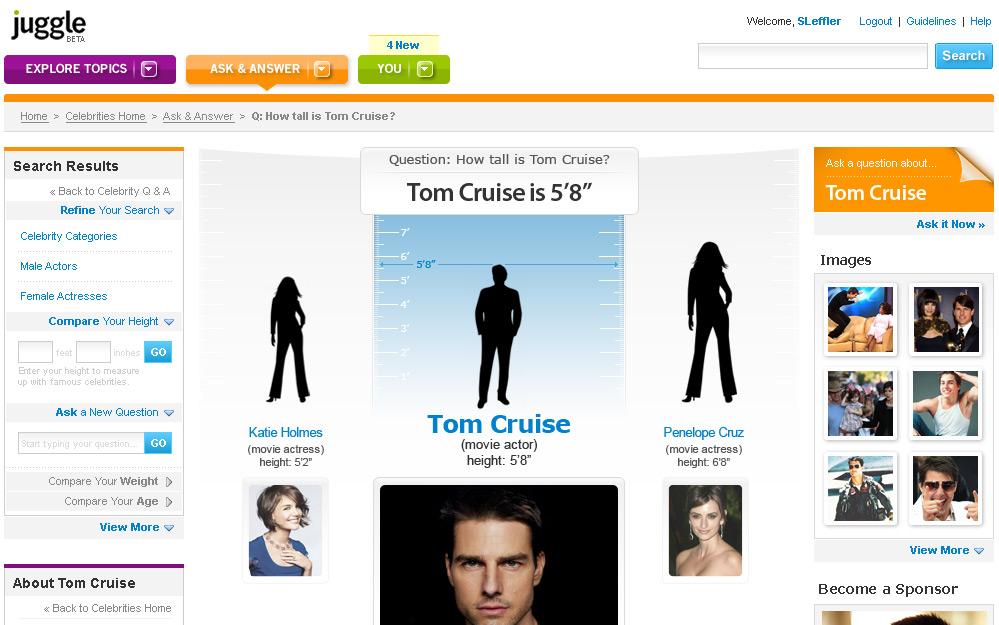 juggle
BETA
Welcome, SLeffler Logout | Guidelines | Help
4 New
EXPLORE TOPICS
ASK & ANSWER
YOU
Search
Home > Celebrities Home > Ask & Answer > Q: How tall is Tom Cruise?
Search Results
« Back to Celebrity Q & A
Refine Your Search
Celebrity Categories
Male Actors
Female Actresses
Compare Your Height
feet inches GO
Enter your height to measure
up with famous celebrities.
Ask a New Question
Start typing your question... GO
Compare Your Weight
Compare Your Age
View More
About Tom Cruise
« Back to Celebrities Home
Question: How tall is Tom Cruise?
Tom Cruise is 5’8”
7’
6’
5’8”
5’
4’
3’
2’
1’
Katie Holmes
(movie actress)
height: 5’2”
Tom Cruise
(movie actor)
height: 5’8”
Penelope Cruz
(movie actress)
height: 6’8”
Ask a question about...
Tom Cruise
Ask it Now »
Images
View More
Become a Sponsor